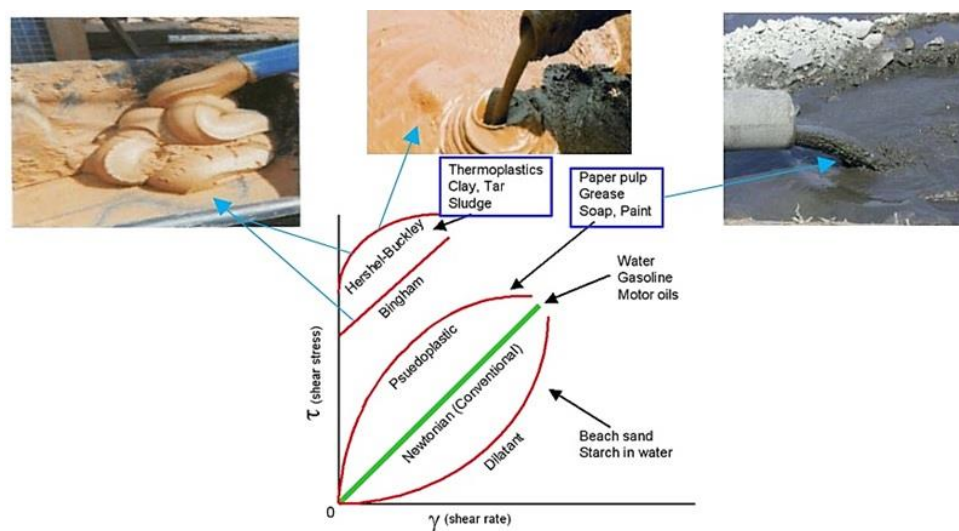 Thermoplastics
Clay, Tar
Sludge
Paper pulp
Grease
Soap, Paint
Hershel-Buckley
Bingham
Water
Gasoline
Motor oils
Psuedoplastic
Newtonian (Conventional)
Dilatant
Beach sand
Starch in water
τ (shear stress)
0
γ (shear rate)